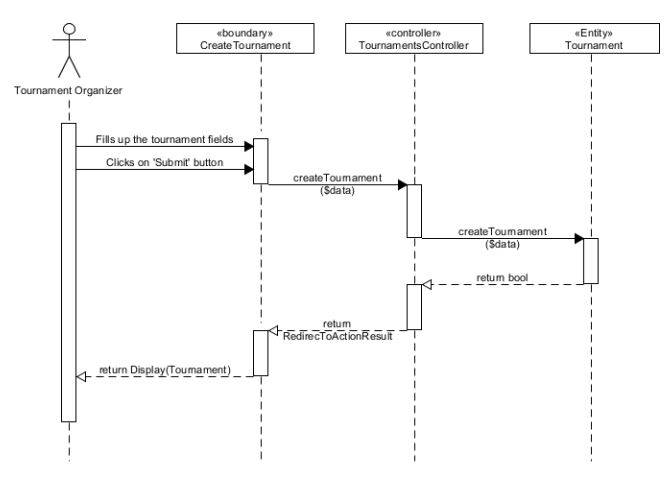 «boundary»
CreateTournament
«controller»
TournamentsController
«Entity»
Tournament
Tournament Organizer
Fills up the tournament fields
Clicks on 'Submit' button
createTournament
($data)
createTournament
($data)
return bool
return
RedirecToActionResult
return Display(Tournament)